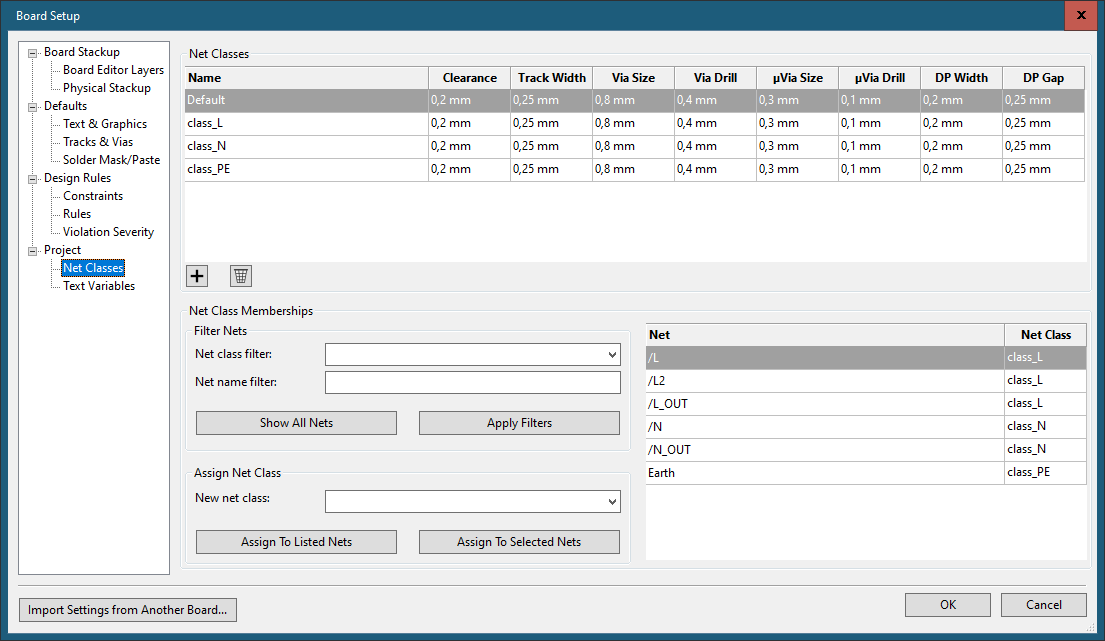 Board Setup
x
Board Stackup
Board Editor Layers
Physical Stackup
Defaults
Text & Graphics
Tracks & Vias
Solder Mask/Paste
Design Rules
Constraints
Rules
Violation Severity
Project
Net Classes
Text Variables
Net Classes
Name Clearance Track Width Via Size Via Drill µVia Size µVia Drill DP Width DP Gap
Default 0,2 mm 0,25 mm 0,8 mm 0,4 mm 0,3 mm 0,1 mm 0,2 mm 0,25 mm
class_L 0,2 mm 0,25 mm 0,8 mm 0,4 mm 0,3 mm 0,1 mm 0,2 mm 0,25 mm
class_N 0,2 mm 0,25 mm 0,8 mm 0,4 mm 0,3 mm 0,1 mm 0,2 mm 0,25 mm
class_PE 0,2 mm 0,25 mm 0,8 mm 0,4 mm 0,3 mm 0,1 mm 0,2 mm 0,25 mm
Net Class Memberships
Filter Nets
Net class filter:
Net name filter:
Show All Nets Apply Filters
Assign Net Class
New net class:
Assign To Listed Nets Assign To Selected Nets
Net Net Class
/L class_L
/L2 class_L
/L_OUT class_L
/N class_N
/N_OUT class_N
Earth class_PE
Import Settings from Another Board... OK Cancel